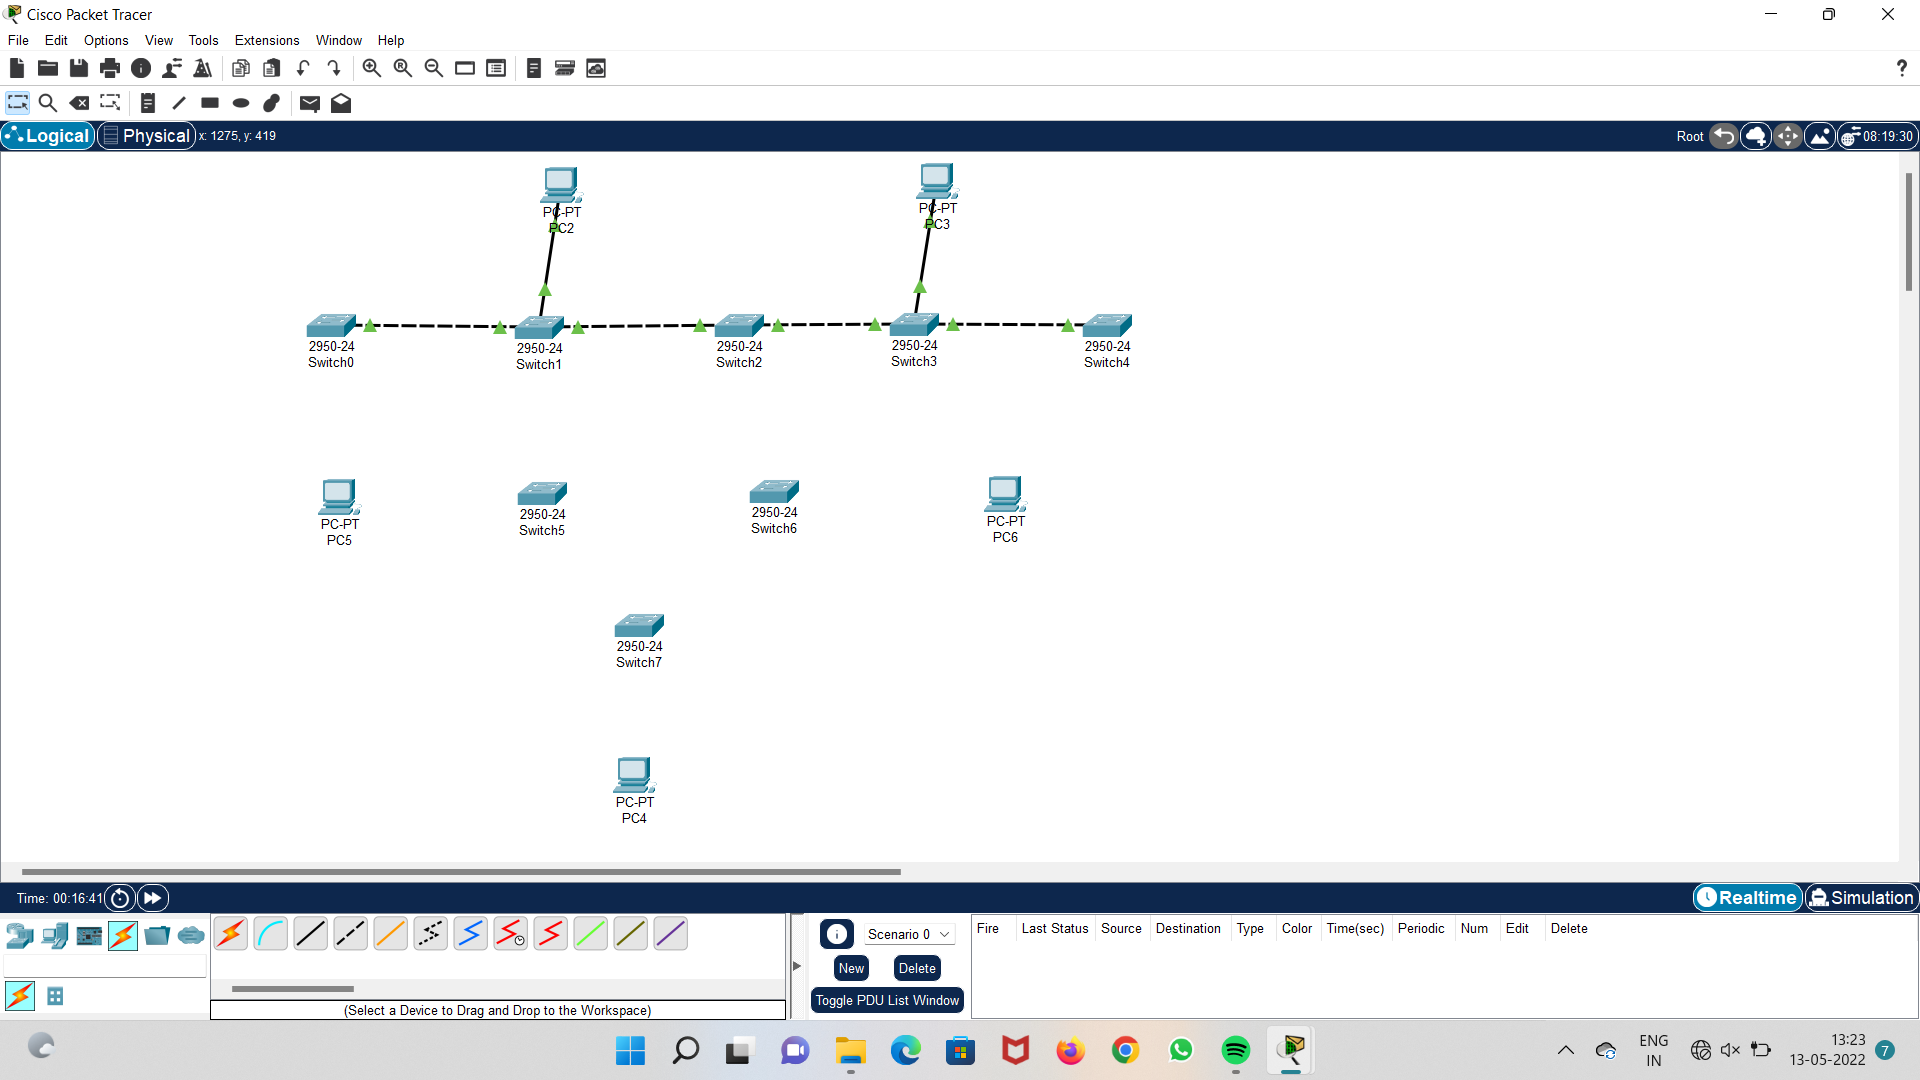 Cisco Packet Tracer
File Edit Options View Tools Extensions Window Help
?
Logical Physical x: 1275, y: 419 Root 08:19:30
PC-PT
PC2
PC-PT
PC3
2950-24
Switch0
2950-24
Switch1
2950-24
Switch2
2950-24
Switch3
2950-24
Switch4
PC-PT
PC5
2950-24
Switch5
2950-24
Switch6
PC-PT
PC6
2950-24
Switch7
PC-PT
PC4
Time: 00:16:41 Realtime Simulation
Scenario 0
New Delete
Toggle PDU List Window
Fire Last Status Source Destination Type Color Time(sec) Periodic Num Edit Delete
(Select a Device to Drag and Drop to the Workspace)
ENG
IN
13:23
13-05-2022
7